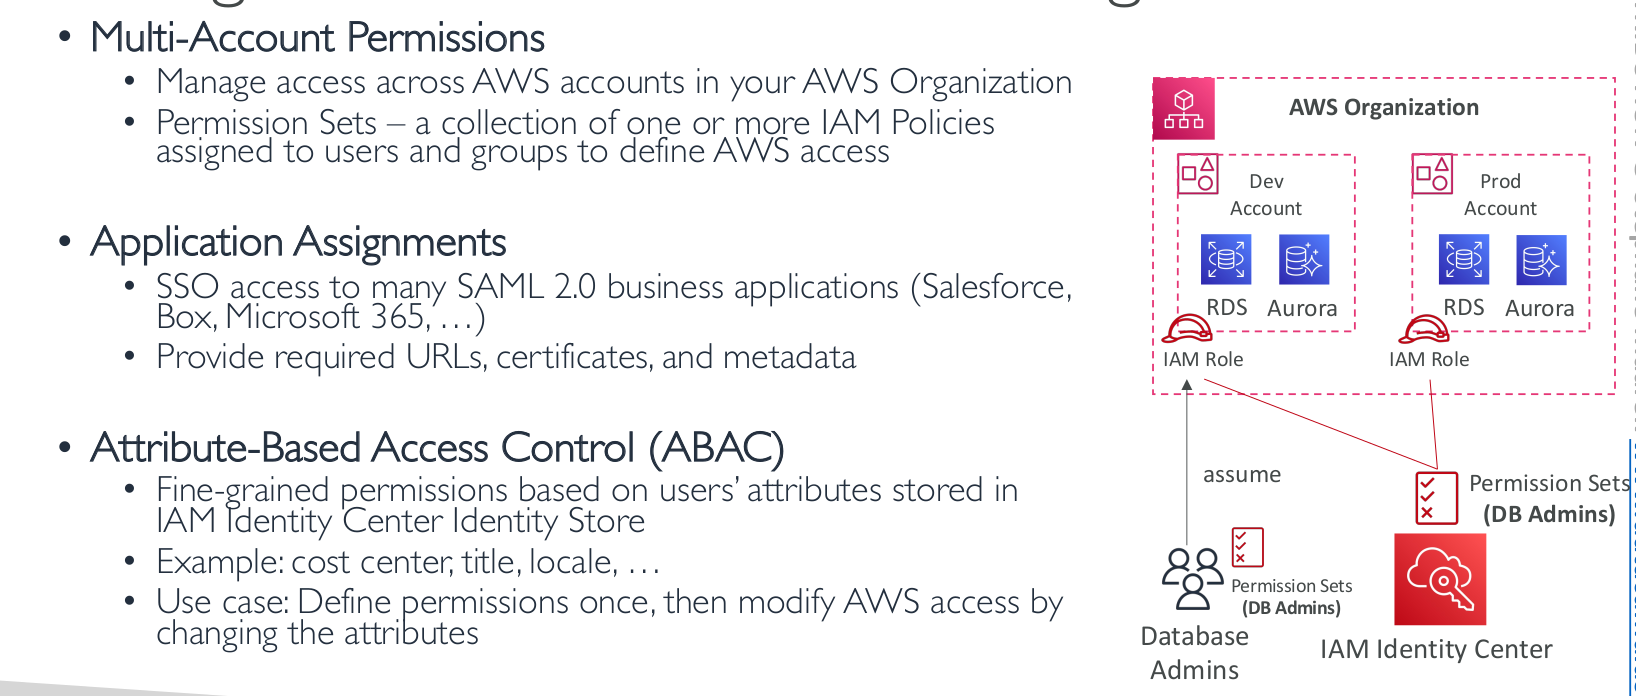 • Multi-Account Permissions
• Manage access across AWS accounts in your AWS Organization
• Permission Sets – a collection of one or more IAM Policies
assigned to users and groups to define AWS access
• Application Assignments
• SSO access to many SAML 2.0 business applications (Salesforce,
Box, Microsoft 365, …)
• Provide required URLs, certificates, and metadata
• Attribute-Based Access Control (ABAC)
• Fine-grained permissions based on users’ attributes stored in
IAM Identity Center Identity Store
• Example: cost center, title, locale, …
• Use case: Define permissions once, then modify AWS access by
changing the attributes
AWS Organization
Dev
Account
RDS
Aurora
IAM Role
Prod
Account
RDS
Aurora
IAM Role
assume
Permission Sets
(DB Admins)
Permission Sets
(DB Admins)
Database
Admins
IAM Identity Center